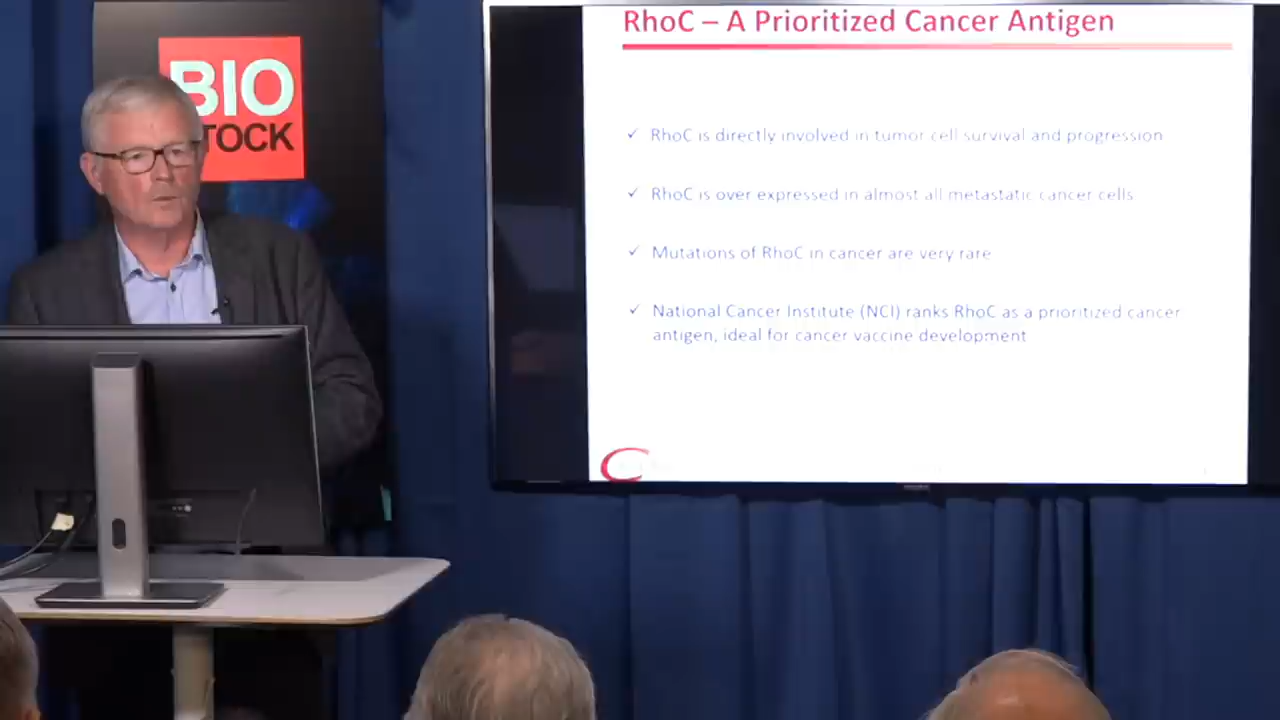 BIO
TOCK
RhoC – A Prioritized Cancer Antigen
✓ RhoC is directly involved in tumor cell survival and progression
✓ RhoC is over expressed in almost all metastatic cancer cells
✓ Mutations of RhoC in cancer are very rare
✓ National Cancer Institute (NCI) ranks RhoC as a prioritized cancer
antigen, ideal for cancer vaccine development
C